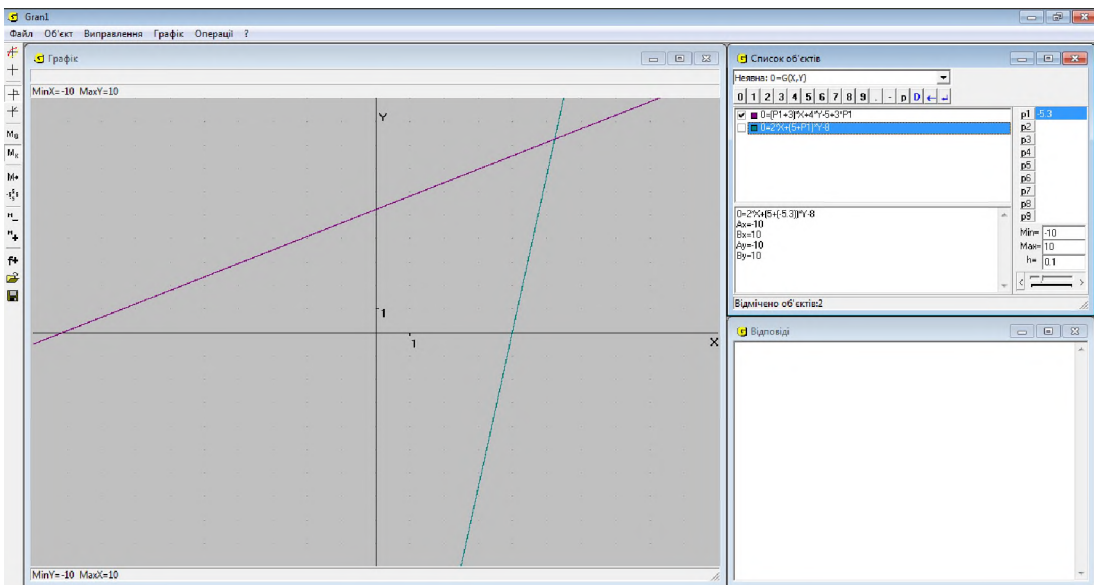 Gran1
Файл Об'єкт Виправлення Графік Операції ?
Графік
MinX=-10 MaxY=10
Y
1
1
X
MinY=-10 MaxX=10
Список об'єктів
Неявна: 0=G(X,Y)
0 1 2 3 4 5 6 7 8 9 . - p D ← ↵
0=(P1+3)*X+4*Y-5+3*P1
0=2*X+(5+P1)*Y-8
p1 -5.3
p2
p3
p4
p5
p6
p7
p8
p9
0=2*X+(5+(-5.3))*Y-8
Ax=-10
Bx=10
Ay=-10
By=10
Min= -10
Max= 10
h= 0.1
Відмічено об'єктів:2
Відповіді